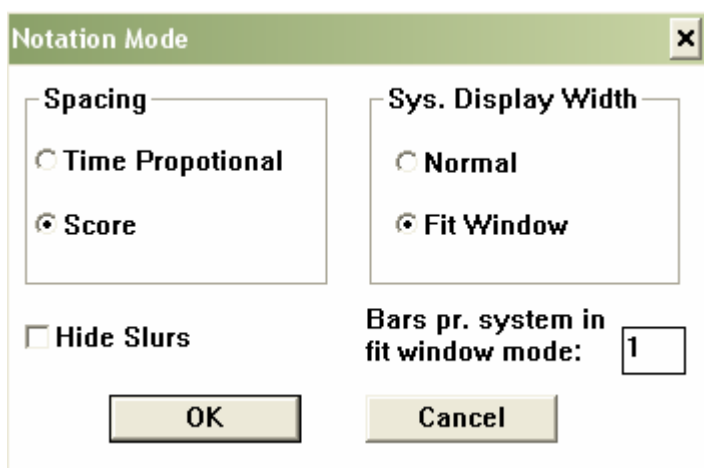 Notation Mode
Spacing
Time Propotional
Score
Sys. Display Width
Normal
Fit Window
Hide Slurs
Bars pr. system in
fit window mode:
1
OK
Cancel